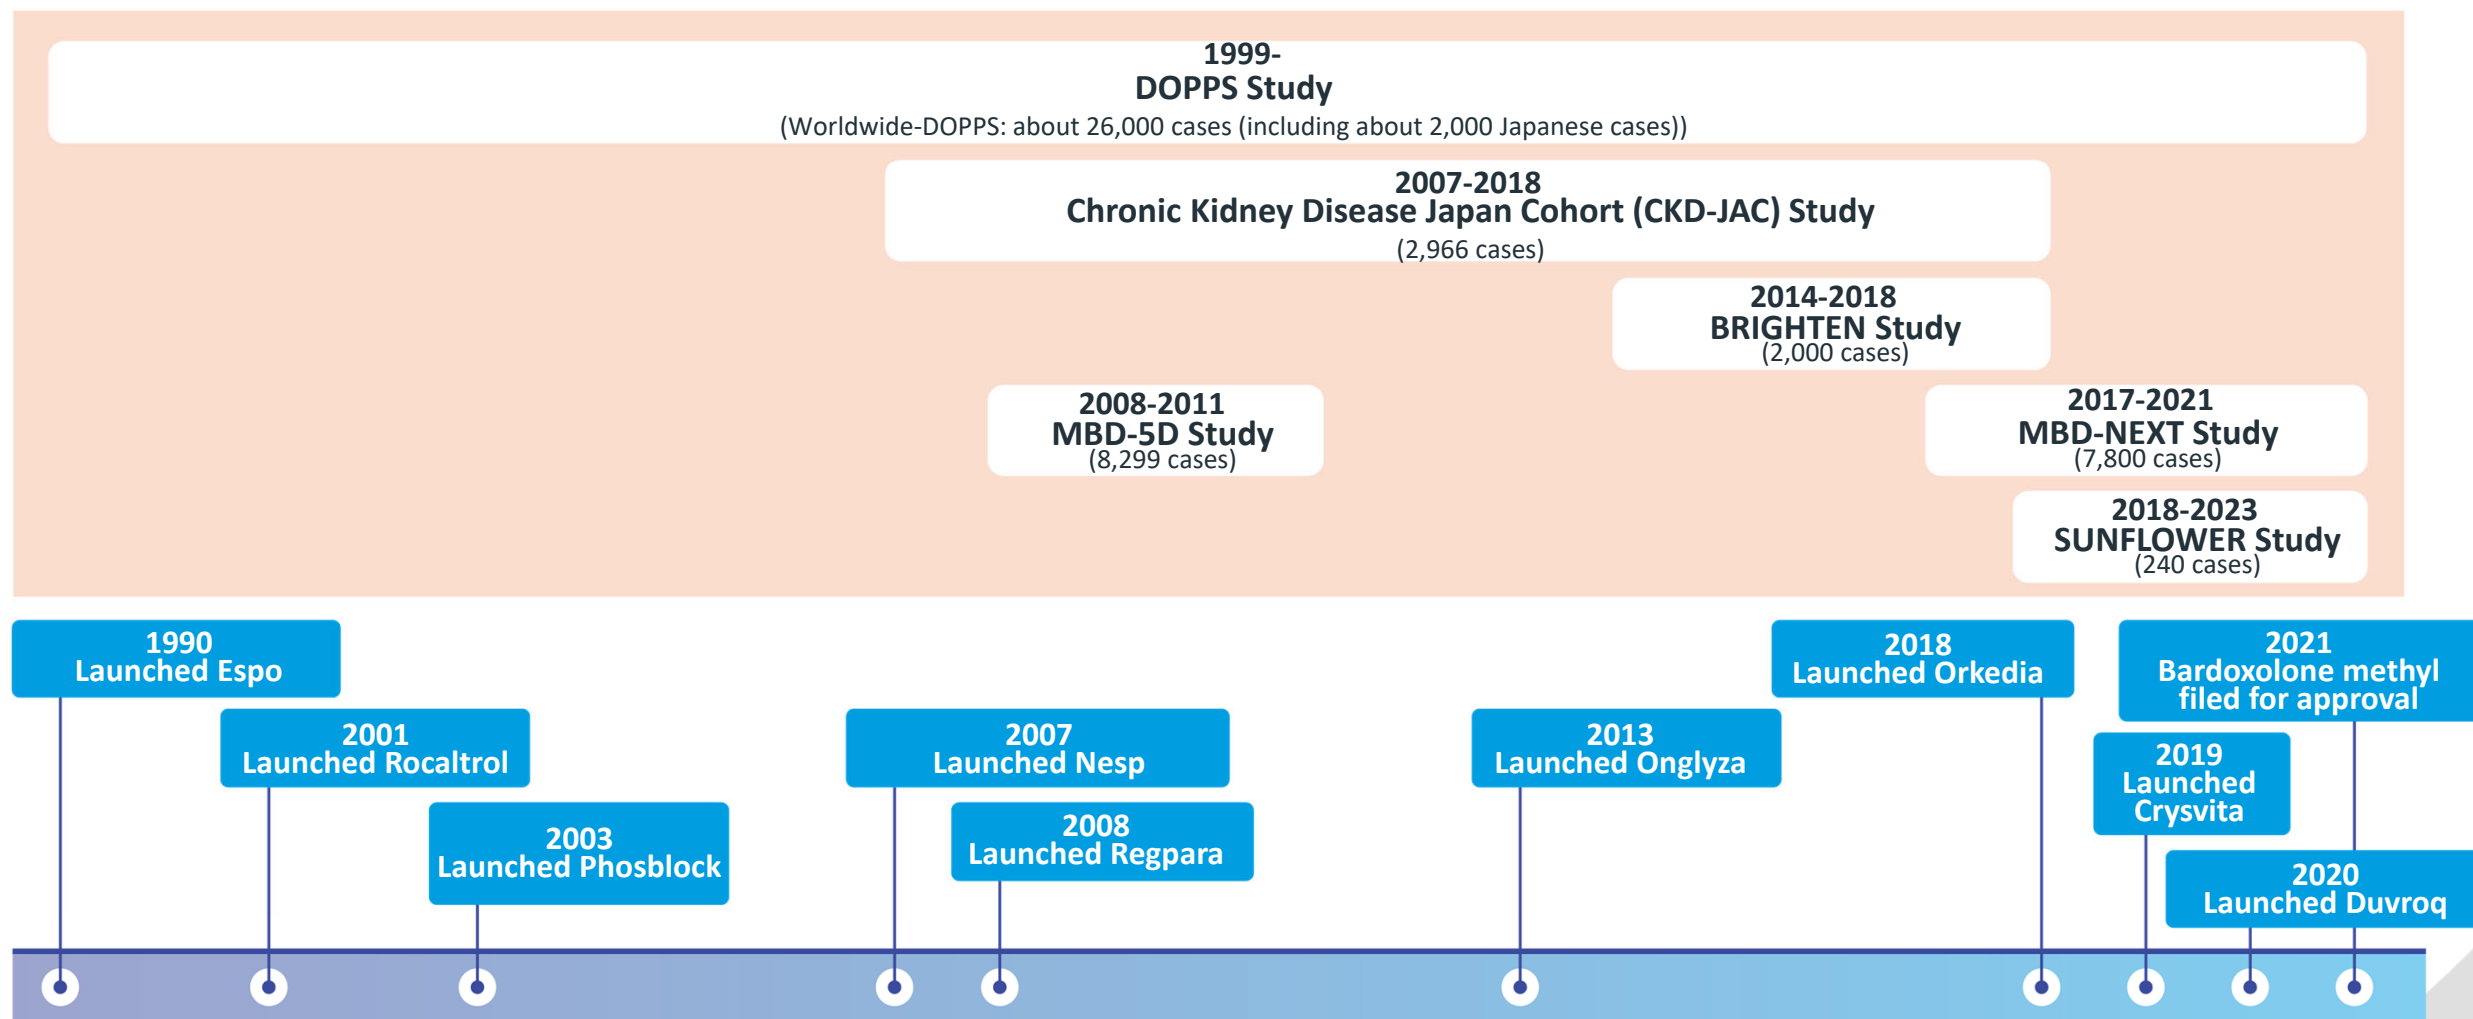 1999-
DOPPS Study
(Worldwide-DOPPS: about 26,000 cases (including about 2,000 Japanese cases))
2007-2018
Chronic Kidney Disease Japan Cohort (CKD-JAC) Study
(2,966 cases)
2014-2018
BRIGHTEN Study
(2,000 cases)
2008-2011
MBD-5D Study
(8,299 cases)
2017-2021
MBD-NEXT Study
(7,800 cases)
2018-2023
SUNFLOWER Study
(240 cases)
1990
Launched Espo
2001
Launched Rocaltrol
2003
Launched Phosblock
2007
Launched Nesp
2008
Launched Regpara
2013
Launched Onglyza
2018
Launched Orkedia
2019
Launched
Crysvita
2020
Launched Duvroq
2021
Bardoxolone methyl
filed for approval